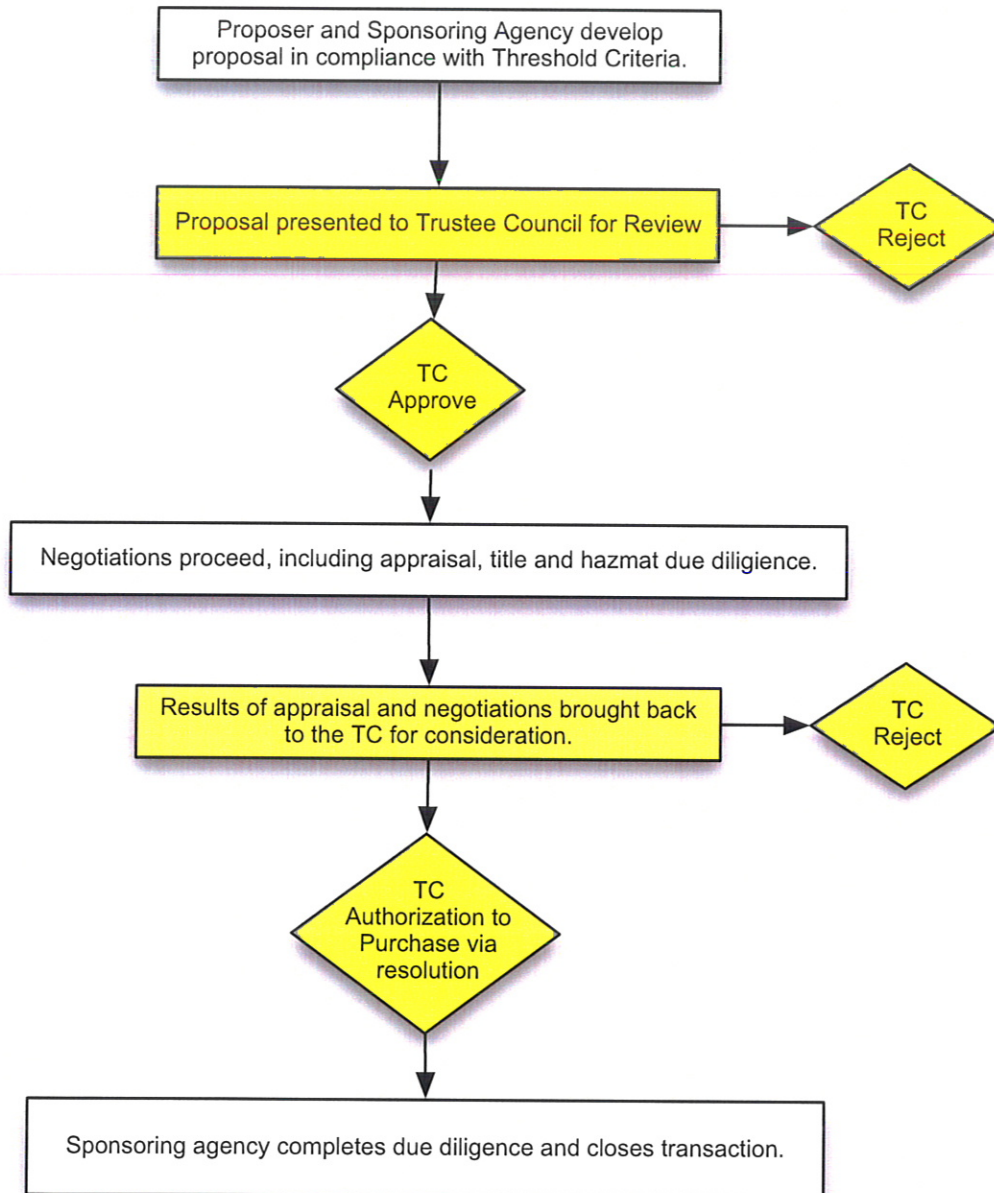 Proposer and Sponsoring Agency develop
proposal in compliance with Threshold Criteria.
Proposal presented to Trustee Council for Review
TC
Reject
TC
Approve
Negotiations proceed, including appraisal, title and hazmat due diligience.
Results of appraisal and negotiations brought back
to the TC for consideration.
TC
Reject
TC
Authorization to
Purchase via
resolution
Sponsoring agency completes due diligence and closes transaction.